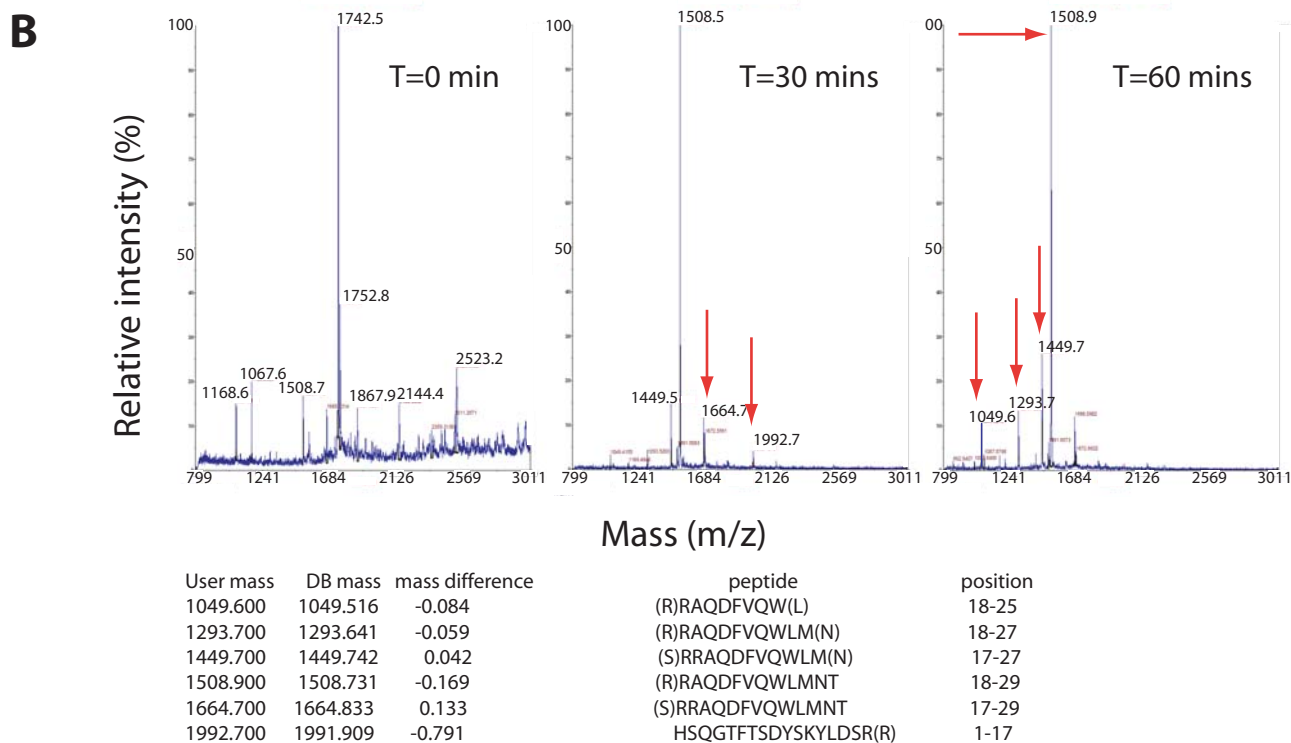 B
Relative intensity (%)
100
50
1742.5
T=0 min
1752.8
1067.6
1168.6
1508.7
1867.9
2144.4
2523.2
799 1241 1684 2126 2569 3011
100
50
1508.5
T=30 mins
1449.5
1664.7
1992.7
799 1241 1684 2126 2569 3011
00
50
1508.9
T=60 mins
1449.7
1293.7
1049.6
799 1241 1684 2126 2569 3011
Mass (m/z)
User mass DB mass mass difference peptide position
1049.600 1049.516 -0.084 (R)RAQDFVQW(L) 18-25
1293.700 1293.641 -0.059 (R)RAQDFVQWLM(N) 18-27
1449.700 1449.742 0.042 (S)RRAQDFVQWLM(N) 17-27
1508.900 1508.731 -0.169 (R)RAQDFVQWLMNT 18-29
1664.700 1664.833 0.133 (S)RRAQDFVQWLMNT 17-29
1992.700 1991.909 -0.791 HSQGTFTSDYSKYLDSR(R) 1-17